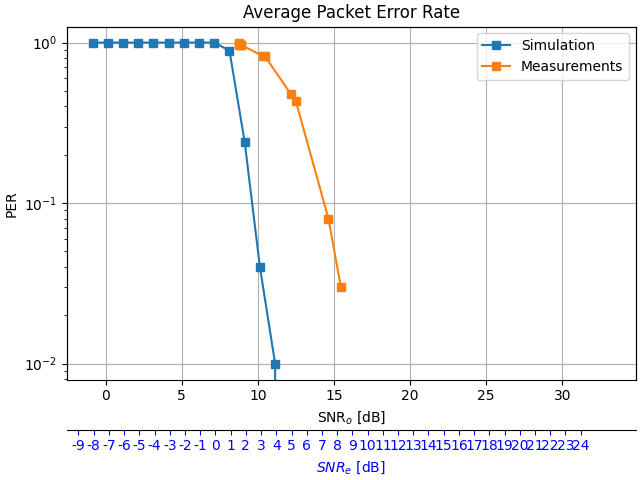 Average Packet Error Rate
Simulation
Measurements
PER
10⁰
10⁻¹
10⁻²
0 5 10 15 20 25 30
SNRₒ [dB]
-9 -8 -7 -6 -5 -4 -3 -2 -1 0 1 2 3 4 5 6 7 8 9 10 11 12 13 14 15 16 17 18 19 20 21 22 23 24
SNRₑ [dB]